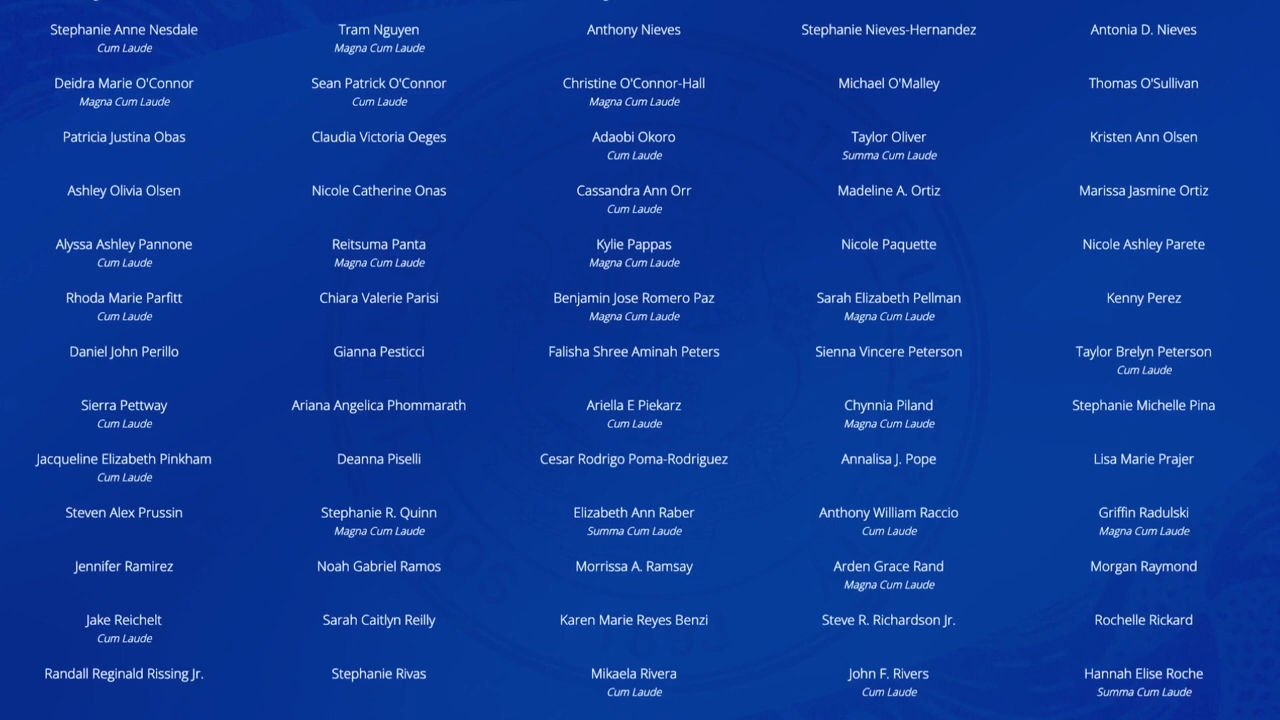 Stephanie Anne Nesdale Tram Nguyen Anthony Nieves Stephanie Nieves-Hernandez Antonia D. Nieves
Cum Laude Magna Cum Laude
Deidra Marie O'Connor Sean Patrick O'Connor Christine O'Connor-Hall Michael O'Malley Thomas O'Sullivan
Magna Cum Laude Cum Laude Magna Cum Laude
Patricia Justina Obas Claudia Victoria Oeges Adaobi Okoro Taylor Oliver Kristen Ann Olsen
Cum Laude Summa Cum Laude
Ashley Olivia Olsen Nicole Catherine Onas Cassandra Ann Orr Madeline A. Ortiz Marissa Jasmine Ortiz
Cum Laude
Alyssa Ashley Pannone Reitsuma Panta Kylie Pappas Nicole Paquette Nicole Ashley Parete
Cum Laude Magna Cum Laude Magna Cum Laude
Rhoda Marie Parfitt Chiara Valerie Parisi Benjamin Jose Romero Paz Sarah Elizabeth Pellman Kenny Perez
Cum Laude Magna Cum Laude Magna Cum Laude
Daniel John Perillo Gianna Pesticci Falisha Shree Aminah Peters Sienna Vincere Peterson Taylor Brelyn Peterson
Cum Laude
Sierra Pettway Ariana Angelica Phommarath Ariella E Piekarz Chynnia Piland Stephanie Michelle Pina
Cum Laude Cum Laude Magna Cum Laude
Jacqueline Elizabeth Pinkham Deanna Piselli Cesar Rodrigo Poma-Rodriguez Annalisa J. Pope Lisa Marie Prajer
Cum Laude
Steven Alex Prussin Stephanie R. Quinn Elizabeth Ann Raber Anthony William Raccio Griffin Radulski
Magna Cum Laude Summa Cum Laude Cum Laude Magna Cum Laude
Jennifer Ramirez Noah Gabriel Ramos Morrissa A. Ramsay Arden Grace Rand Morgan Raymond
Magna Cum Laude
Jake Reichelt Sarah Caitlyn Reilly Karen Marie Reyes Benzi Steve R. Richardson Jr. Rochelle Rickard
Cum Laude
Randall Reginald Rissing Jr. Stephanie Rivas Mikaela Rivera John F. Rivers Hannah Elise Roche
Cum Laude Cum Laude Summa Cum Laude